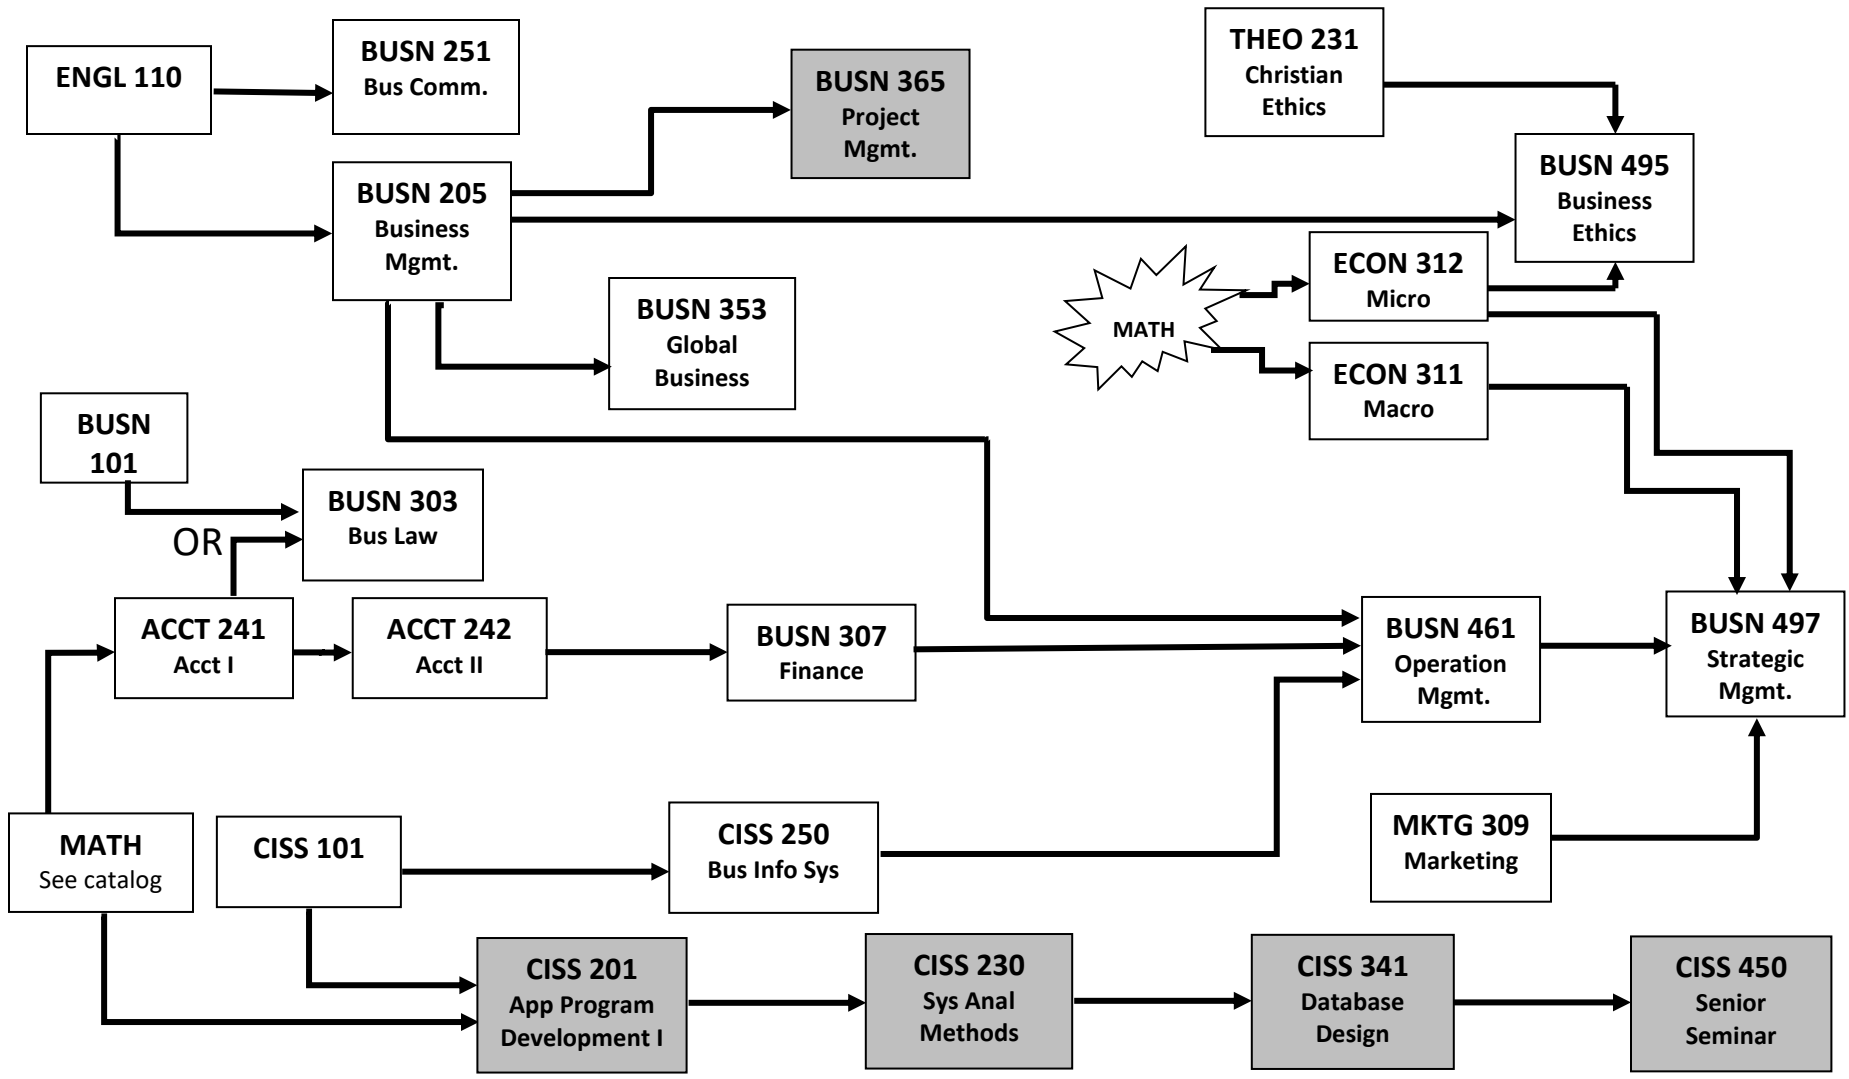 ENGL 110
BUSN 251
Bus Comm.
BUSN 365
Project
Mgmt.
THEO 231
Christian
Ethics
BUSN 205
Business
Mgmt.
BUSN 495
Business
Ethics
BUSN 353
Global
Business
MATH
ECON 312
Micro
ECON 311
Macro
BUSN
101
OR
BUSN 303
Bus Law
ACCT 241
Acct I
ACCT 242
Acct II
BUSN 307
Finance
BUSN 461
Operation
Mgmt.
BUSN 497
Strategic
Mgmt.
MATH
See catalog
CISS 101
CISS 250
Bus Info Sys
MKTG 309
Marketing
CISS 201
App Program
Development I
CISS 230
Sys Anal
Methods
CISS 341
Database
Design
CISS 450
Senior
Seminar